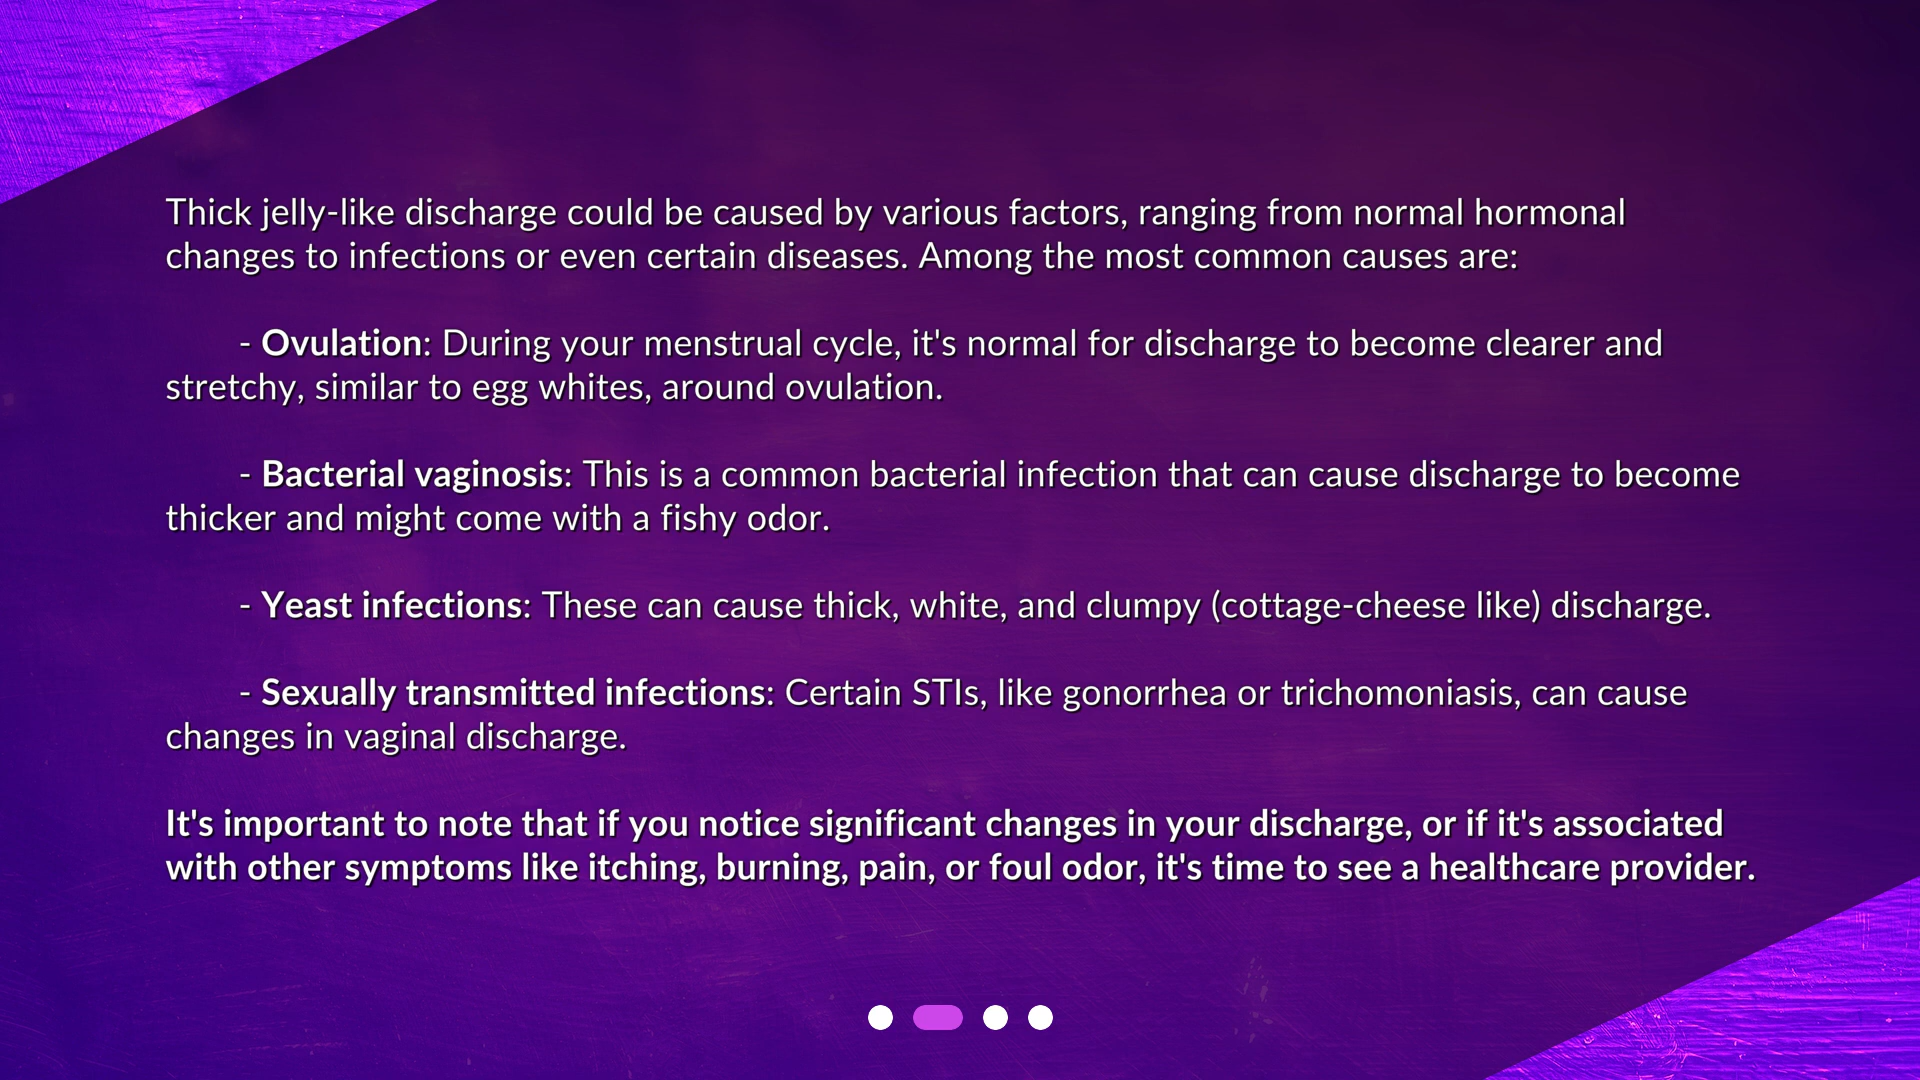 Thick jelly-like discharge could be caused by various factors, ranging from normal hormonal
changes to infections or even certain diseases. Among the most common causes are:
- Ovulation: During your menstrual cycle, it's normal for discharge to become clearer and
stretchy, similar to egg whites, around ovulation.
- Bacterial vaginosis: This is a common bacterial infection that can cause discharge to become
thicker and might come with a fishy odor.
- Yeast infections: These can cause thick, white, and clumpy (cottage-cheese like) discharge.
- Sexually transmitted infections: Certain STIs, like gonorrhea or trichomoniasis, can cause
changes in vaginal discharge.
It's important to note that if you notice significant changes in your discharge, or if it's associated
with other symptoms like itching, burning, pain, or foul odor, it's time to see a healthcare provider.